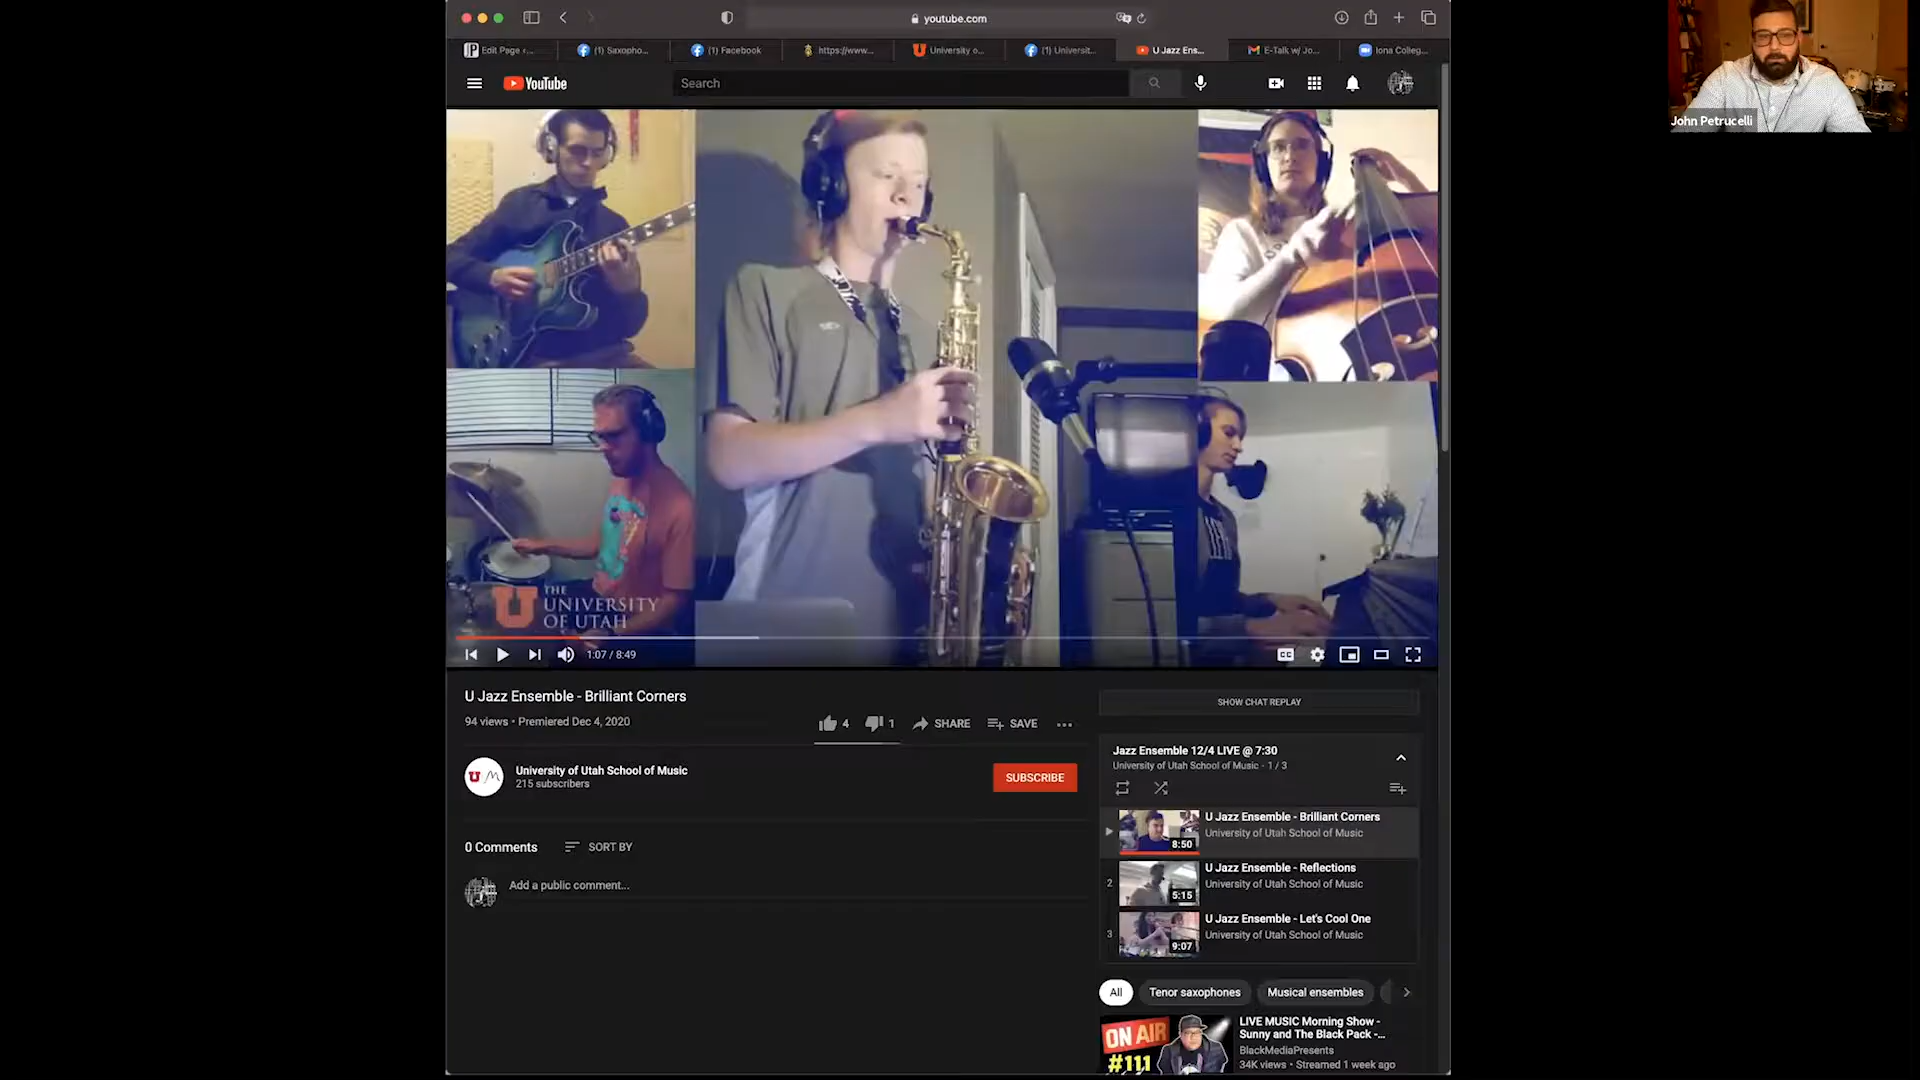 youtube.com
Edit Page ‹...
(1) Saxopho...
(1) Facebook
https://www...
University o...
(1) Universit...
U Jazz Ens...
E-Talk w/ Jo...
Iona Colleg...
YouTube
Search
John Petrucelli
THE
UNIVERSITY
OF UTAH
1:07 / 8:49
CC
U Jazz Ensemble - Brilliant Corners
94 views • Premiered Dec 4, 2020
4
1
SHARE
SAVE
University of Utah School of Music
215 subscribers
SUBSCRIBE
0 Comments
SORT BY
Add a public comment...
SHOW CHAT REPLAY
Jazz Ensemble 12/4 LIVE @ 7:30
University of Utah School of Music - 1 / 3
U Jazz Ensemble - Brilliant Corners
University of Utah School of Music
8:50
2
U Jazz Ensemble - Reflections
University of Utah School of Music
5:15
3
U Jazz Ensemble - Let's Cool One
University of Utah School of Music
9:07
All
Tenor saxophones
Musical ensembles
ON AIR
#111
LIVE MUSIC Morning Show -
Sunny and The Black Pack -...
BlackMediaPresents
34K views • Streamed 1 week ago